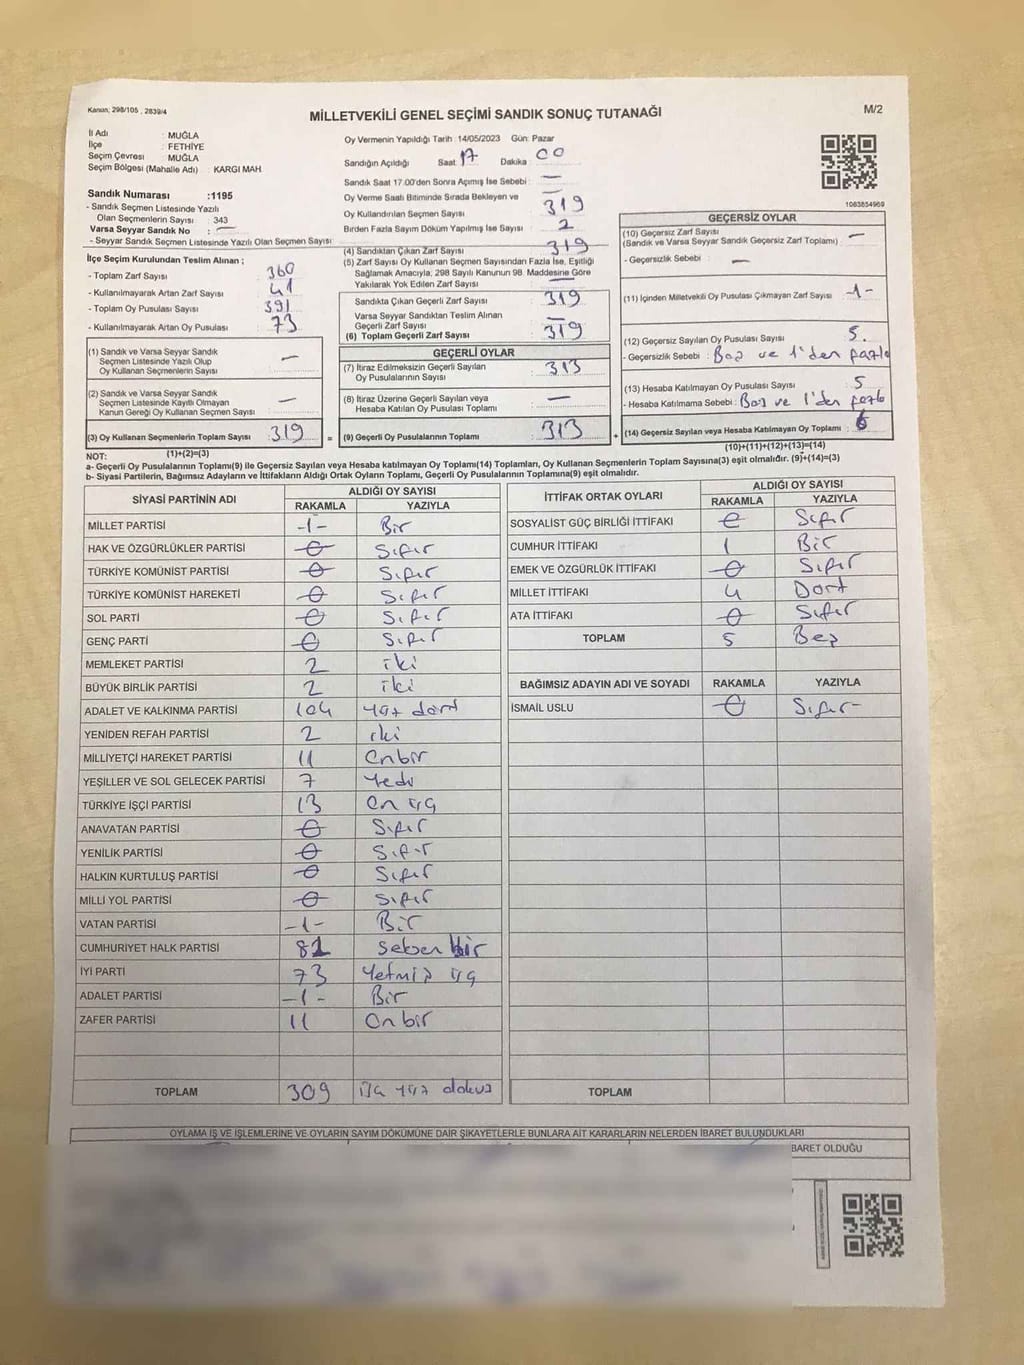 Kanun; 298/105 , 2839/4
MİLLETVEKİLİ GENEL SEÇİMİ SANDIK SONUÇ TUTANAĞI
M/2
İl Adı : MUĞLA
İlçe : FETHİYE
Seçim Çevresi : MUĞLA
Seçim Bölgesi (Mahalle Adı) : KARGI MAH.
Sandık Numarası :1195
- Sandık Seçmen Listesinde Yazılı
Olan Seçmenlerin Sayısı : 343
Varsa Seyyar Sandık No : —
- Seyyar Sandık Seçmen Listesinde Yazılı Olan Seçmen Sayısı :
İlçe Seçim Kurulundan Teslim Alınan ;
- Toplam Zarf Sayısı : 360
- Kullanılmayarak Artan Zarf Sayısı : 41
- Toplam Oy Pusulası Sayısı : 391
- Kullanılmayarak Artan Oy Pusulası : 73
(1) Sandık ve Varsa Seyyar Sandık
Seçmen Listesinde Yazılı Olup
Oy Kullanan Seçmenlerin Sayısı : —
(2) Sandık ve Varsa Seyyar Sandık
Seçmen Listesinde Kayıtlı Olmayan
Kanun Gereği Oy Kullanan Seçmen Sayısı : —
(3) Oy Kullanan Seçmenlerin Toplam Sayısı : 319 =
(1)+(2)=(3)
Oy Vermenin Yapıldığı Tarih :14/05/2023 Gün: Pazar
Sandığın Açıldığı Saat: 17 Dakika : 00
Sandık Saat 17.00'den Sonra Açımış İse Sebebi : —
Oy Verme Saati Bitiminde Sırada Bekleyen ve : —
Oy Kullandırılan Seçmen Sayısı : 319
Birden Fazla Sayım Döküm Yapılmış İse Sayısı : 2
(4) Sandıktan Çıkan Zarf Sayısı : 319
(5) Zarf Sayısı Oy Kullanan Seçmen Sayısından Fazla İse, Eşitliği
Sağlamak Amacıyla, 298 Sayılı Kanunun 98. Maddesine Göre
Yakılarak Yok Edilen Zarf Sayısı : —
Sandıkta Çıkan Geçerli Zarf Sayısı : 319
Varsa Seyyar Sandıktan Teslim Alınan
Geçerli Zarf Sayısı : —
(6) Toplam Geçerli Zarf Sayısı : 319
GEÇERLİ OYLAR
(7) İtiraz Edilmeksizin Geçerli Sayılan
Oy Pusulalarının Sayısı : 313
(8) İtiraz Üzerine Geçerli Sayılan veya
Hesaba Katılan Oy Pusulaları Toplamı : —
(9) Geçerli Oy Pusulalarının Toplamı : 313 +
1083854969
GEÇERSİZ OYLAR
(10) Geçersiz Zarf Sayısı : —
(Sandık ve Varsa Seyyar Sandık Geçersiz Zarf Toplamı)
- Geçersizlik Sebebi : —
(11) İçinden Milletvekili Oy Pusulası Çıkmayan Zarf Sayısı : -1-
(12) Geçersiz Sayılan Oy Pusulası Sayısı : 5.
- Geçersizlik Sebebi : Boş ve 1'den fazla
(13) Hesaba Katılmayan Oy Pusulası Sayısı : 5
- Hesaba Katılmama Sebebi : Boş ve 1'den fazla
(14) Geçersiz Sayılan veya Hesaba Katılmayan Oy Toplamı : 6
(10)+(11)+(12)+(13)=(14)
NOT:
a- Geçerli Oy Pusulalarının Toplamı(9) ile Geçersiz Sayılan veya Hesaba katılmayan Oy Toplamı(14) Toplamları, Oy Kullanan Seçmenlerin Toplam Sayısına(3) eşit olmalıdır. (9)+(14)=(3)
b- Siyasi Partilerin, Bağımsız Adayların ve İttifakların Aldığı Ortak Oyların Toplamı, Geçerli Oy Pusulalarının Toplamına(9) eşit olmalıdır.
SİYASİ PARTİNİN ADI ALDIĞI OY SAYISI
RAKAMLA YAZIYLA
MİLLET PARTİSİ -1- Bir
HAK VE ÖZGÜRLÜKLER PARTİSİ 0 Sıfır
TÜRKİYE KOMÜNİST PARTİSİ 0 Sıfır
TÜRKİYE KOMÜNİST HAREKETİ 0 Sıfır
SOL PARTİ 0 Sıfır
GENÇ PARTİ 0 Sıfır
MEMLEKET PARTİSİ 2 iki
BÜYÜK BİRLİK PARTİSİ 2 iki
ADALET VE KALKINMA PARTİSİ 104 yüz dört
YENİDEN REFAH PARTİSİ 2 iki
MİLLİYETÇİ HAREKET PARTİSİ 11 Onbir
YEŞİLLER VE SOL GELECEK PARTİSİ 7 Yedi
TÜRKİYE İŞÇİ PARTİSİ 13 On üç
ANAVATAN PARTİSİ 0 Sıfır
YENİLİK PARTİSİ 0 Sıfır
HALKIN KURTULUŞ PARTİSİ 0 Sıfır
MİLLİ YOL PARTİSİ 0 Sıfır
VATAN PARTİSİ -1- Bir
CUMHURİYET HALK PARTİSİ 81 Seksen bir
İYİ PARTİ 73 Yetmiş üç
ADALET PARTİSİ -1- Bir
ZAFER PARTİSİ 11 Onbir
TOPLAM 309 üç yüz dokuz
İTTİFAK ORTAK OYLARI ALDIĞI OY SAYISI
RAKAMLA YAZIYLA
SOSYALİST GÜÇ BİRLİĞİ İTTİFAKI 0 Sıfır
CUMHUR İTTİFAKI 1 Bir
EMEK VE ÖZGÜRLÜK İTTİFAKI 0 Sıfır
MİLLET İTTİFAKI 4 Dört
ATA İTTİFAKI 0 Sıfır
TOPLAM 5 Beş
BAĞIMSIZ ADAYIN ADI VE SOYADI RAKAMLA YAZIYLA
İSMAİL USLU 0 Sıfır
TOPLAM
OYLAMA İŞ VE İŞLEMLERİNE VE OYLARIN SAYIM DÖKÜMÜNE DAİR ŞİKAYETLERLE BUNLARA AİT KARARLARIN NELERDEN İBARET BULUNDUKLARI
BARET OLDUĞU